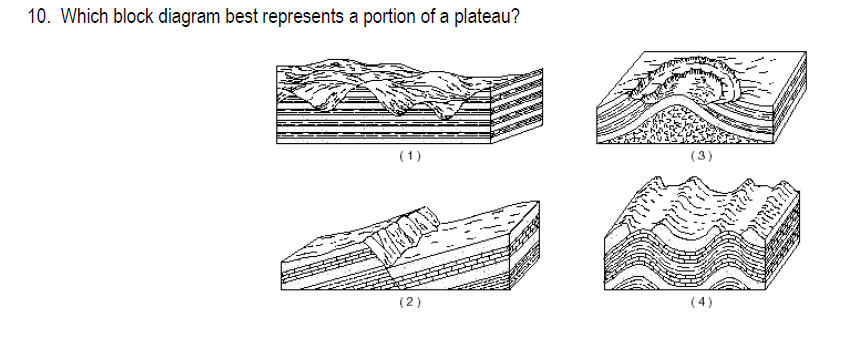 10. Which block diagram best represents a portion of a plateau?
(1)
(3)
(2)
(4)